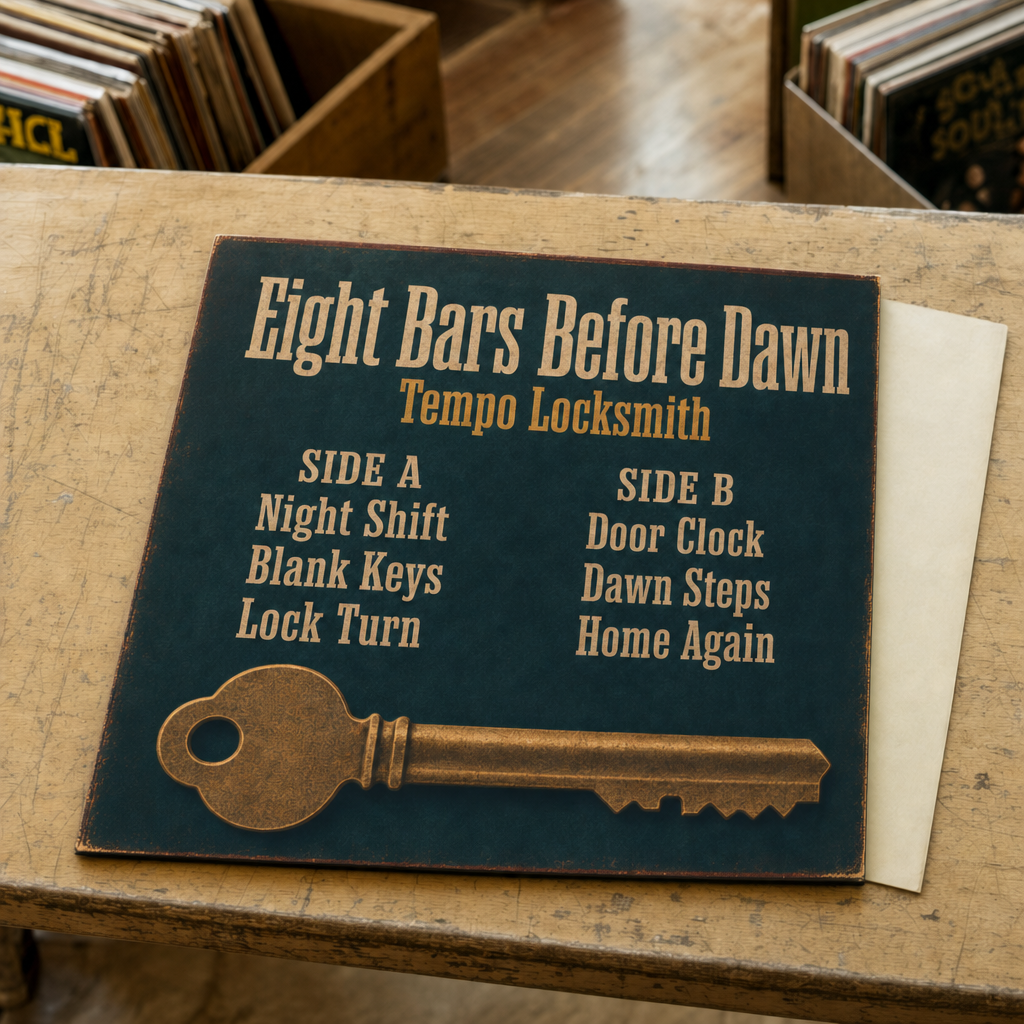 Eight Bars Before Dawn
Tempo Locksmith
SIDE A
Night Shift
Blank Keys
Lock Turn
SIDE B
Door Clock
Dawn Steps
Home Again